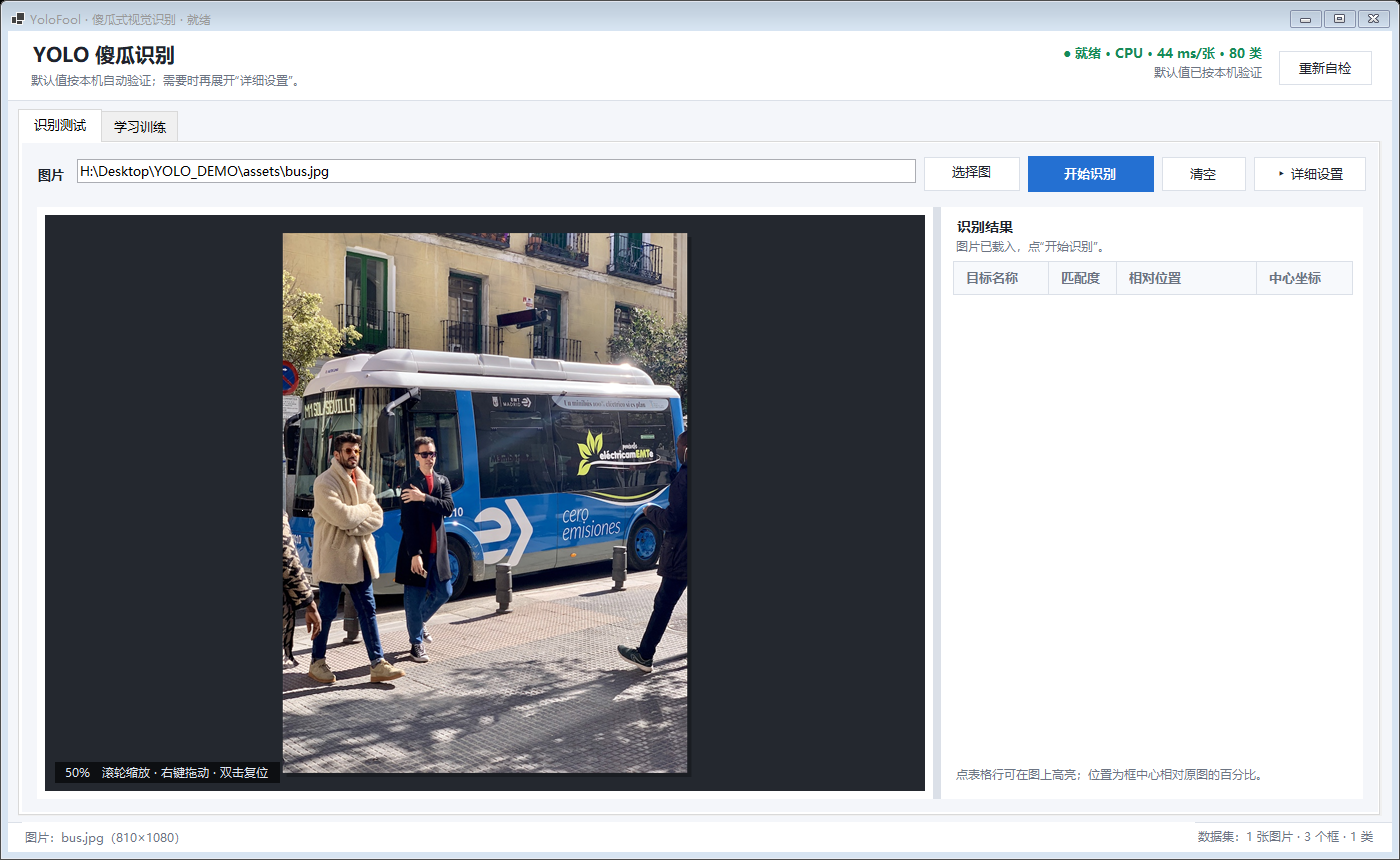 YoloFool · 傻瓜式视觉识别 · 就绪
YOLO 傻瓜识别
默认值按本机自动验证；需要时再展开“详细设置”。
● 就绪 • CPU • 44 ms/张 • 80 类
默认值已按本机验证
重新自检
识别测试
学习训练
图片
H:\Desktop\YOLO_DEMO\assets\bus.jpg
选择图
开始识别
清空
‣ 详细设置
M1 SOL/SEVILLA
EMT
MADRID
eléctricamEMTe
cero
emisiones
50% 滚轮缩放 · 右键拖动 · 双击复位
识别结果
图片已载入，点“开始识别”。
目标名称 匹配度 相对位置 中心坐标
点表格行可在图上高亮；位置为框中心相对原图的百分比。
图片：bus.jpg（810×1080）
数据集：1 张图片 · 3 个框 · 1 类